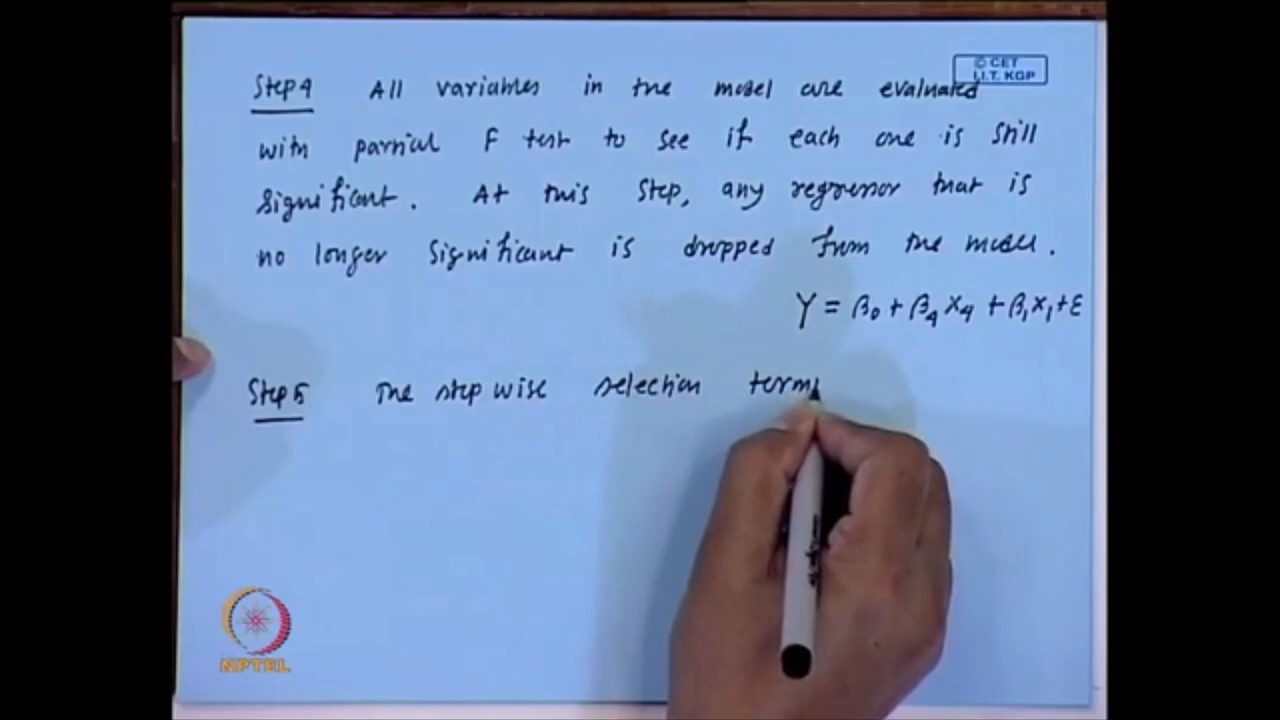 © CET
I.I.T. KGP
Step 4 All variables in the model are evaluated
with partial F test to see if each one is still
significant. At this step, any regressor that is
no longer significant is dropped from the model.
Y = β₀ + β₄ X₄ + β₁ X₁ + ε
Step 5 The stepwise selection term
NPTEL